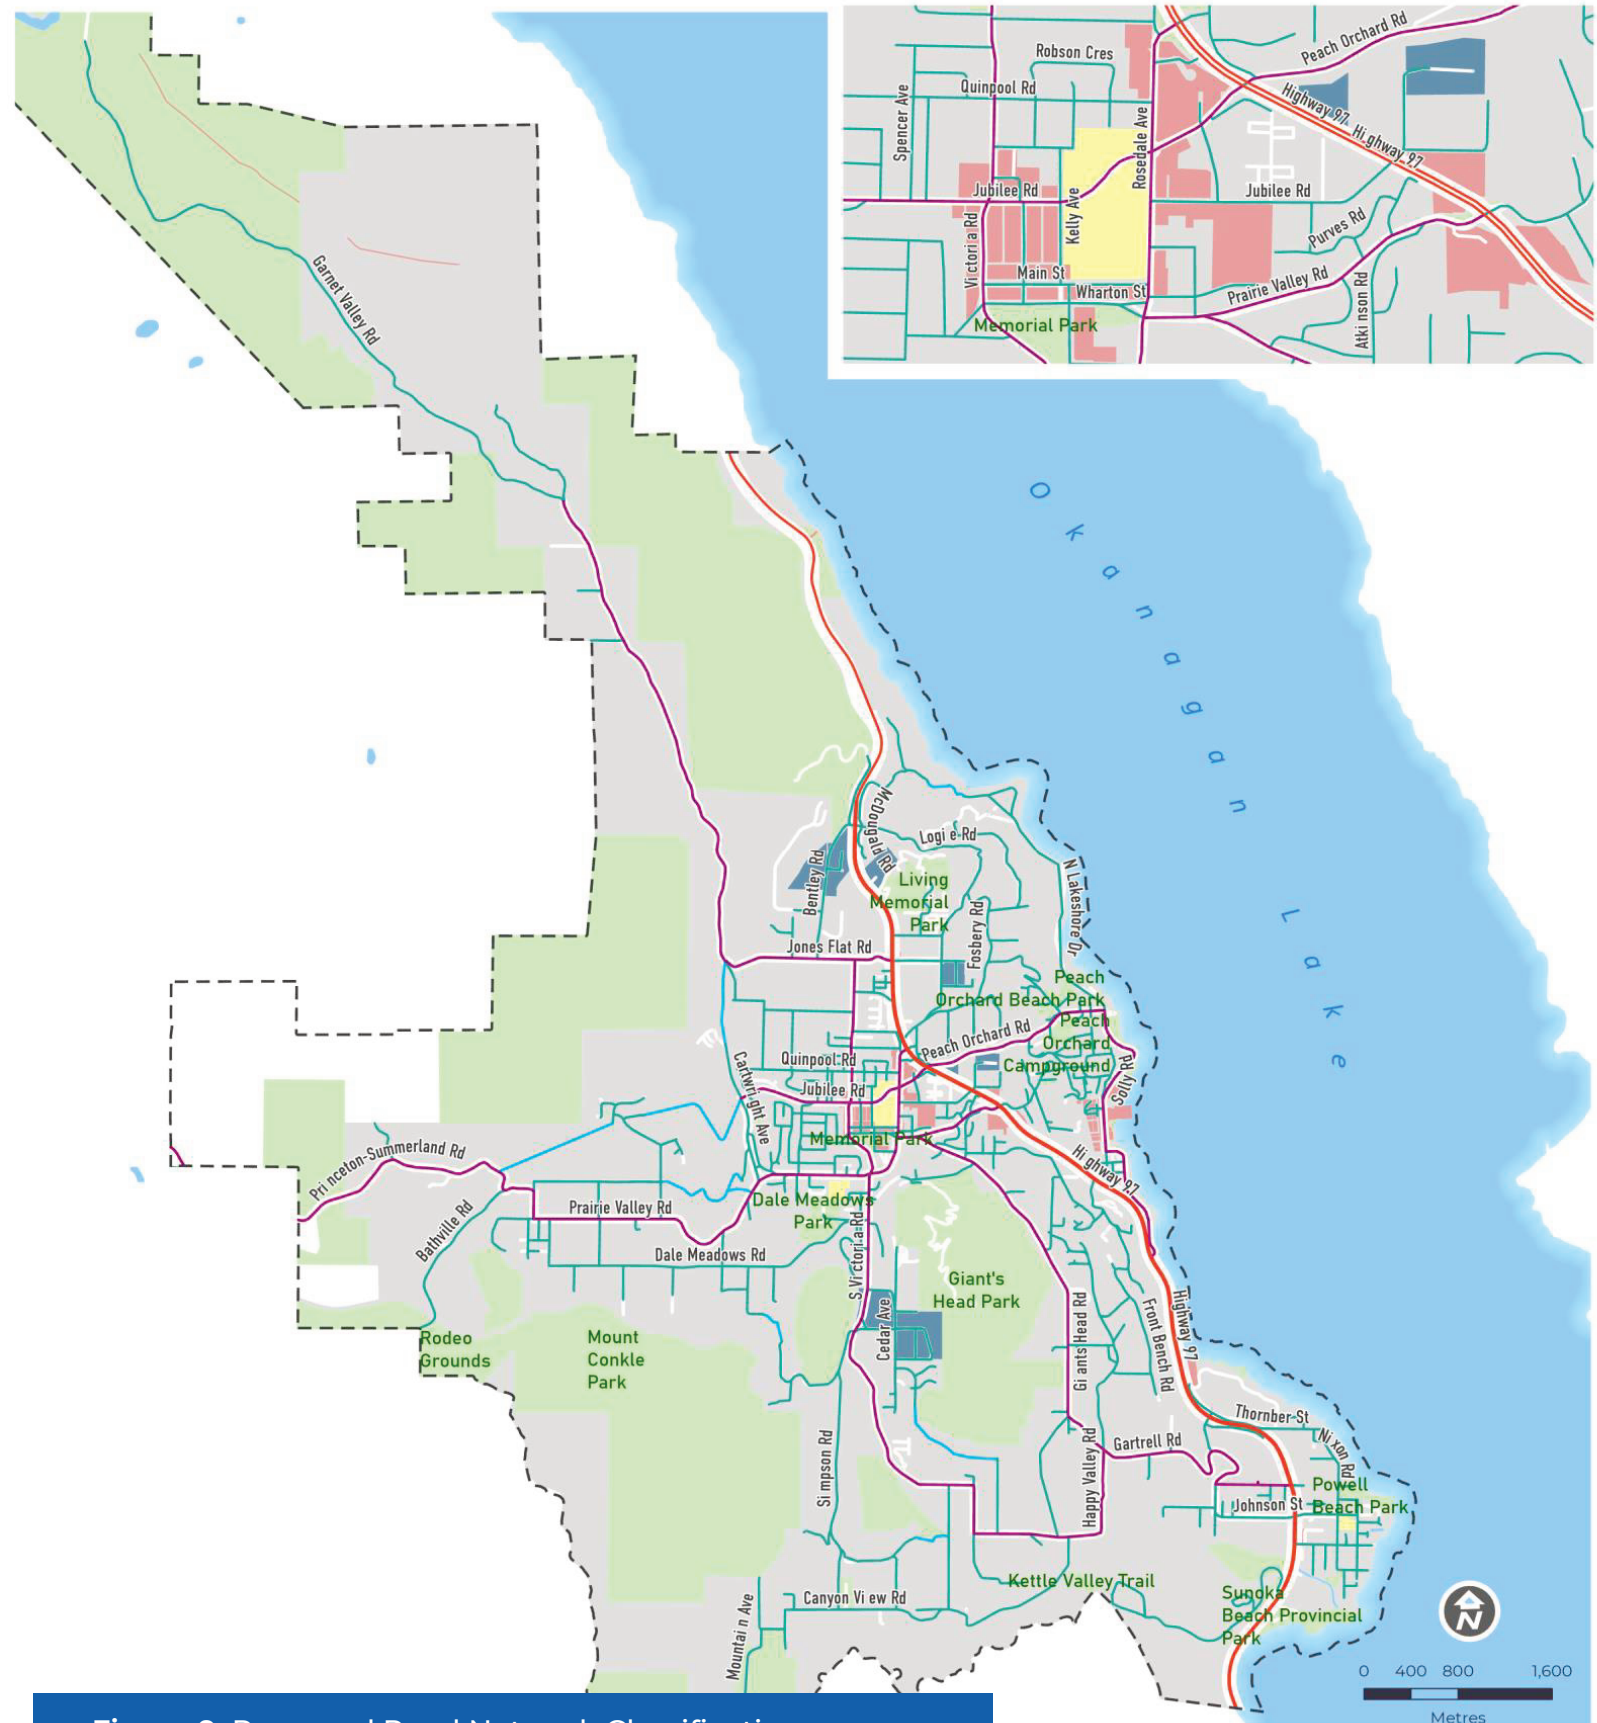 Robson Cres
Peach Orchard Rd
Quinpool Rd
Spencer Ave
Highway 97
Highway 97
Rosedale Ave
Jubilee Rd
Jubilee Rd
Kelly Ave
Victoria Rd
Purves Rd
Main St
Wharton St
Prairie Valley Rd
Atkinson Rd
Memorial Park
Garnet Valley Rd
Okanagan Lake
McDougald Rd
Logie Rd
Bentley Rd
Living
Memorial
Park
N Lakeshore Dr
Fosbery Rd
Jones Flat Rd
Peach
Orchard Beach Park
Peach
Orchard
Campground
Peach Orchard Rd
Quinpool Rd
Cartwright Ave
Jubilee Rd
Solly Rd
Memorial Park
Princeton-Summerland Rd
Highway 97
Dale Meadows
Park
Prairie Valley Rd
Bathville Rd
Dale Meadows Rd
S Victoria Rd
Giant's
Head Park
Cedar Ave
Giants Head Rd
Front Bench Rd
Highway 97
Rodeo
Grounds
Mount
Conkle
Park
Thornber St
Nixon Rd
Gartrell Rd
Happy Valley Rd
Simpson Rd
Powell
Beach Park
Johnson St
Kettle Valley Trail
Canyon View Rd
Mountain Ave
Sunoka
Beach Provincial
Park
N
0 400 800 1,600
Metres